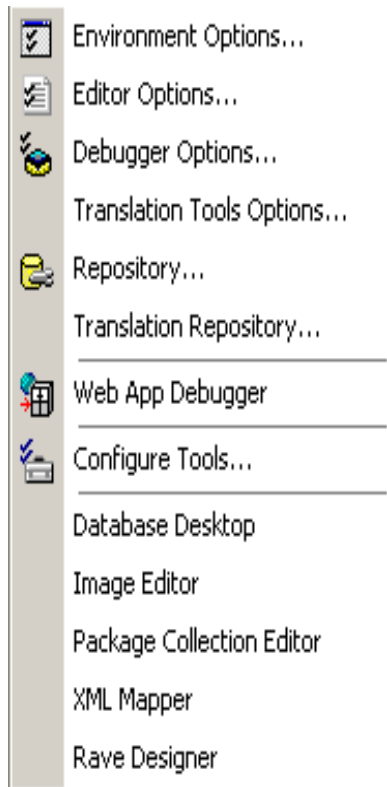 Environment Options...
Editor Options...
Debugger Options...
Translation Tools Options...
Repository...
Translation Repository...
Web App Debugger
Configure Tools...
Database Desktop
Image Editor
Package Collection Editor
XML Mapper
Rave Designer